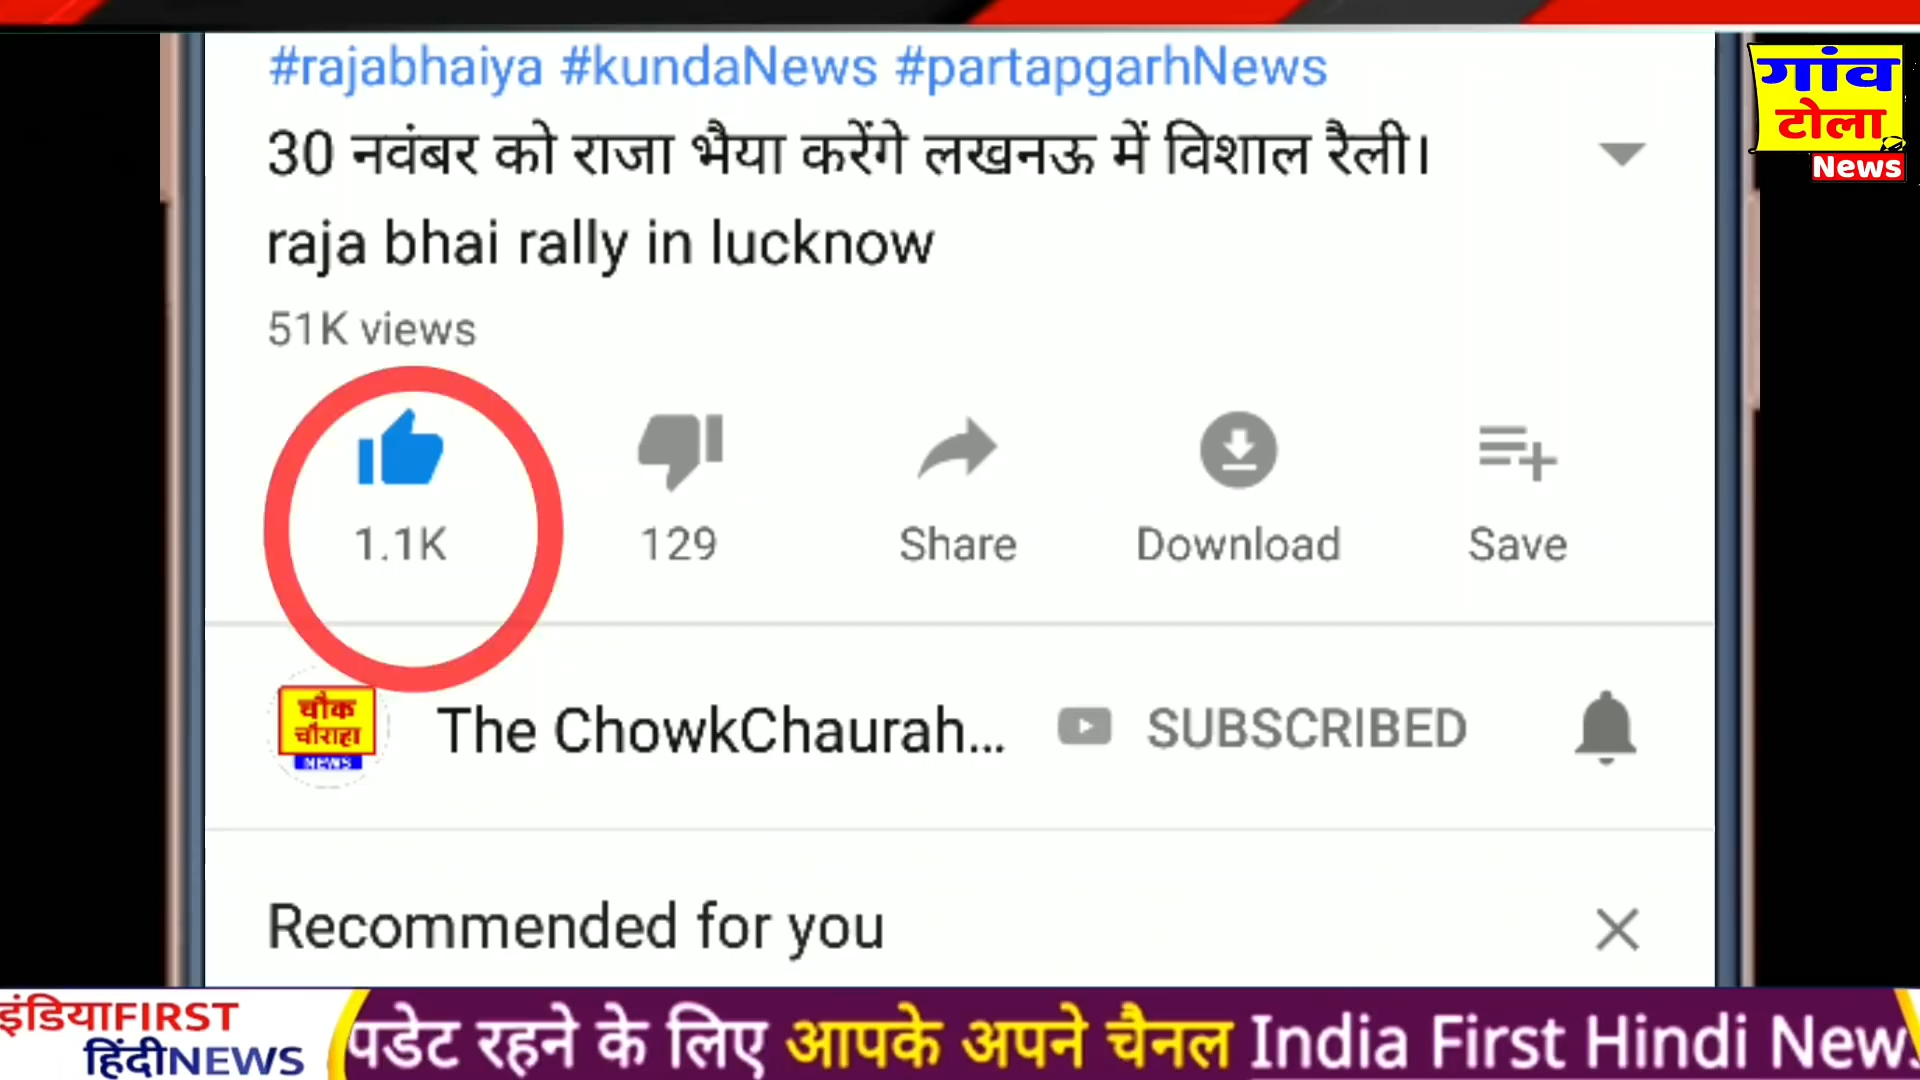 #rajabhaiya #kundaNews #partapgarhNews
30 नवंबर को राजा भैया करेंगे लखनऊ में विशाल रैली।
raja bhai rally in lucknow
51K views
1.1K
129
Share
Download
Save
चौक
चौराहा
NEWS
The ChowkChaurah...
SUBSCRIBED
Recommended for you
गांव
टोला
News
इंडियाFIRST
हिंदीNEWS
पडेट रहने के लिए आपके अपने चैनल India First Hindi News